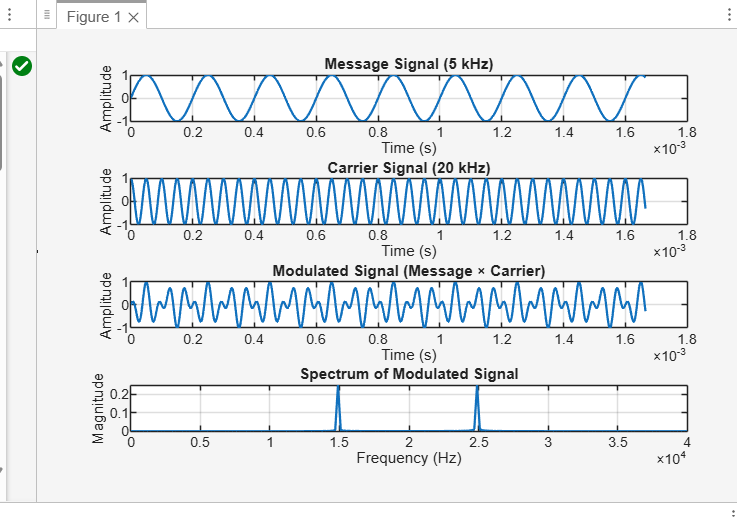 Figure 1
Message Signal (5 kHz)
Amplitude
1
0
-1
0 0.2 0.4 0.6 0.8 1 1.2 1.4 1.6 1.8
Time (s)
×10-3
Carrier Signal (20 kHz)
Amplitude
1
0
-1
0 0.2 0.4 0.6 0.8 1 1.2 1.4 1.6 1.8
Time (s)
×10-3
Modulated Signal (Message × Carrier)
Amplitude
1
0
-1
0 0.2 0.4 0.6 0.8 1 1.2 1.4 1.6 1.8
Time (s)
×10-3
Spectrum of Modulated Signal
Magnitude
0.2
0.1
0
0 0.5 1 1.5 2 2.5 3 3.5 4
Frequency (Hz)
×104